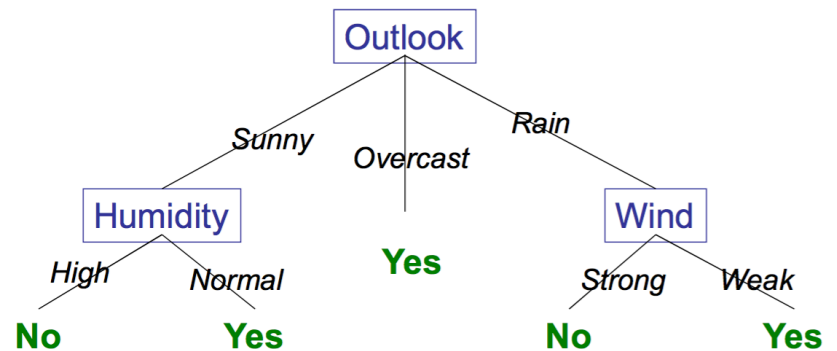 Outlook
Sunny
Overcast
Rain
Humidity
Wind
High
Normal
Yes
Strong
Weak
No
Yes
No
Yes